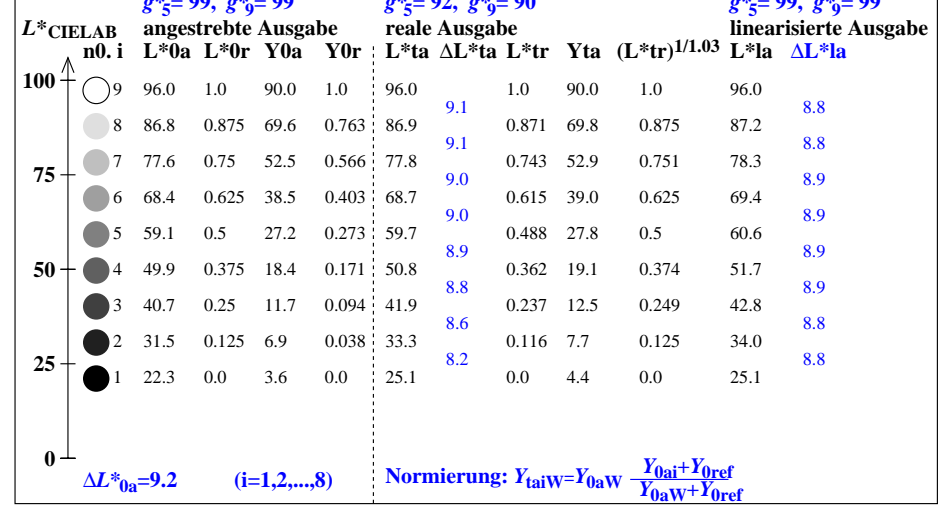 g*5= 99, g*9= 99 g*5= 92, g*9= 90 g*5= 99, g*9= 99
L*CIELAB angestrebte Ausgabe reale Ausgabe linearisierte Ausgabe
n0. i L*0a L*0r Y0a Y0r L*ta ΔL*ta L*tr Yta (L*tr)1/1.03 L*la ΔL*la
100 9 96.0 1.0 90.0 1.0 96.0 1.0 90.0 1.0 96.0
9.1 8.8
8 86.8 0.875 69.6 0.763 86.9 0.871 69.8 0.875 87.2
9.1 8.8
7 77.6 0.75 52.5 0.566 77.8 0.743 52.9 0.751 78.3
75 9.0 8.9
6 68.4 0.625 38.5 0.403 68.7 0.615 39.0 0.625 69.4
9.0 8.9
5 59.1 0.5 27.2 0.273 59.7 0.488 27.8 0.5 60.6
8.9 8.9
50 4 49.9 0.375 18.4 0.171 50.8 0.362 19.1 0.374 51.7
8.8 8.9
3 40.7 0.25 11.7 0.094 41.9 0.237 12.5 0.249 42.8
8.6 8.8
2 31.5 0.125 6.9 0.038 33.3 0.116 7.7 0.125 34.0
25 8.2 8.8
1 22.3 0.0 3.6 0.0 25.1 0.0 4.4 0.0 25.1
0
ΔL*0a=9.2 (i=1,2,...,8) Normierung: YtaiW=Y0aW Y0ai+Y0ref
Y0aW+Y0ref